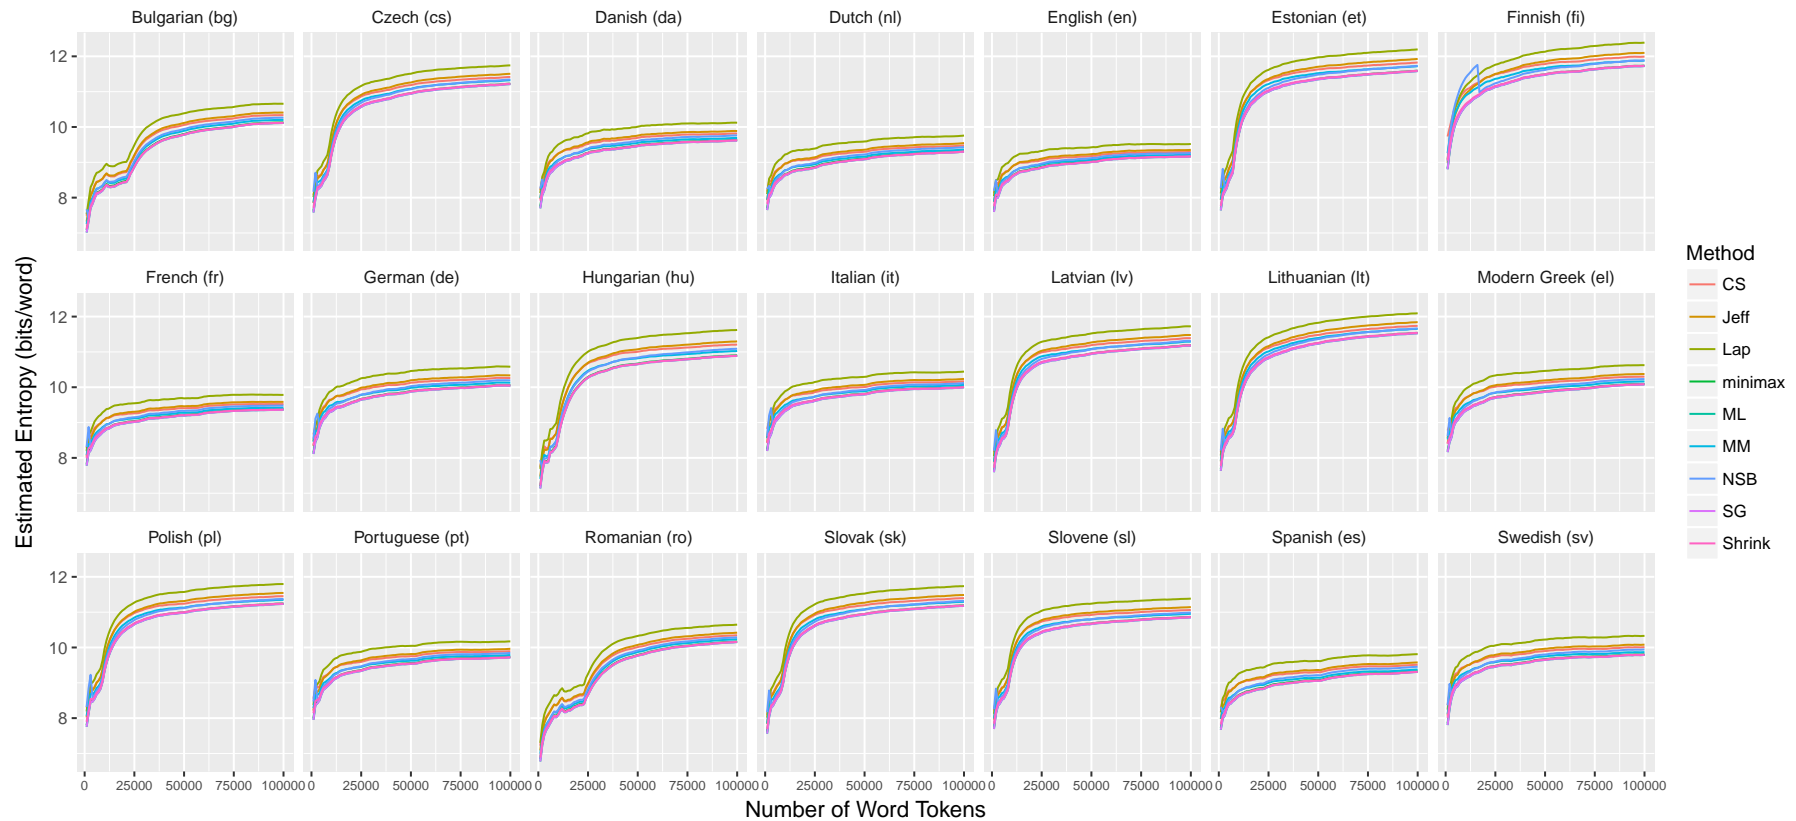 Bulgarian (bg) Czech (cs) Danish (da) Dutch (nl) English (en) Estonian (et) Finnish (fi)
12
10
8
French (fr) German (de) Hungarian (hu) Italian (it) Latvian (lv) Lithuanian (lt) Modern Greek (el)
12
10
8
Polish (pl) Portuguese (pt) Romanian (ro) Slovak (sk) Slovene (sl) Spanish (es) Swedish (sv)
12
10
8
0 25000 50000 75000 100000 0 25000 50000 75000 100000 0 25000 50000 75000 100000 0 25000 50000 75000 100000 0 25000 50000 75000 100000 0 25000 50000 75000 100000 0 25000 50000 75000 100000
Number of Word Tokens
Estimated Entropy (bits/word)
Method
CS
Jeff
Lap
minimax
ML
MM
NSB
SG
Shrink